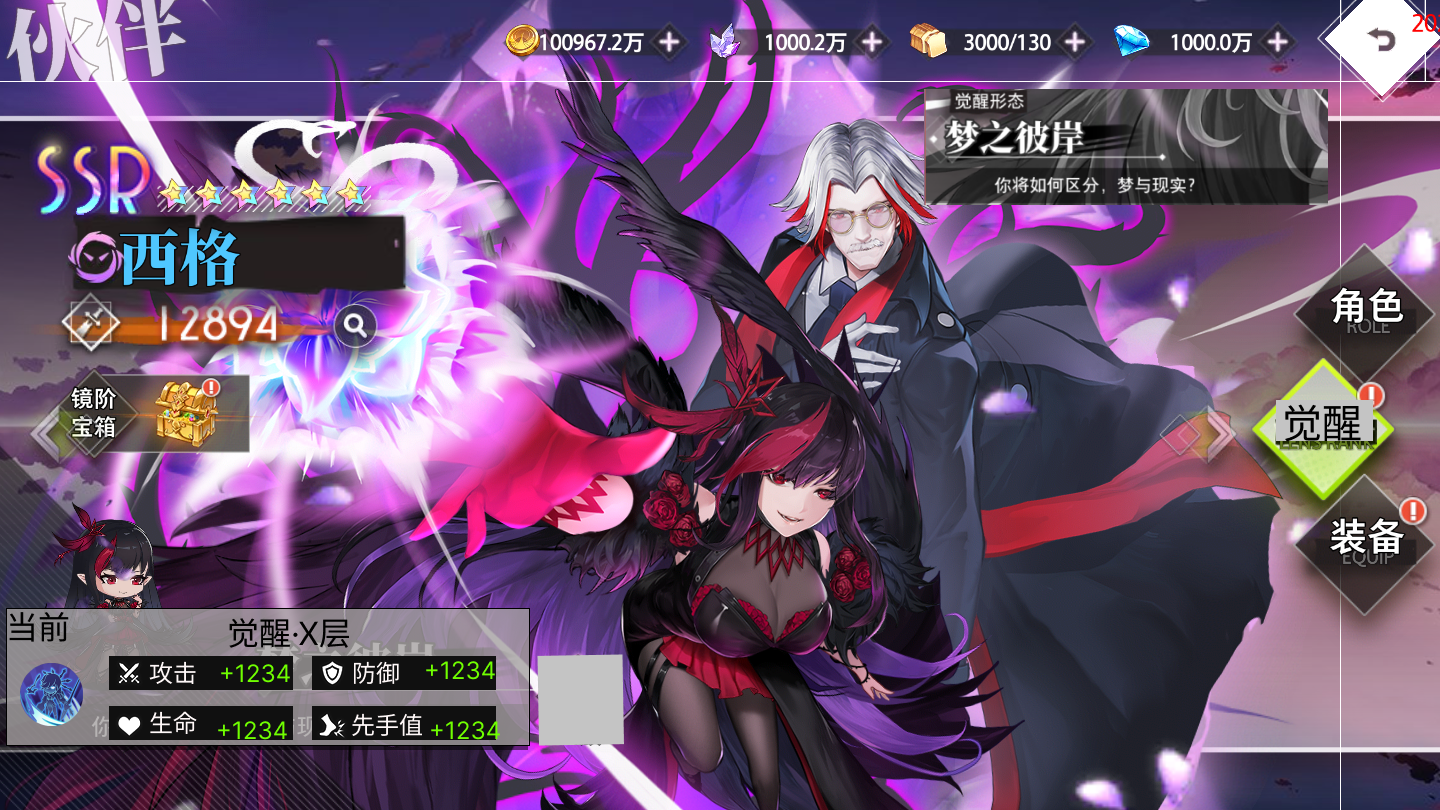 伙伴
100967.2万
1000.2万
3000/130
1000.0万
20
觉醒形态
梦之彼岸
你将如何区分，梦与现实?
SSR
西格
12894
镜阶
宝箱
角色
ROLE
觉醒
装备
EQUIP
当前
觉醒·X层
攻击 +1234
防御 +1234
生命 +1234
先手值 +1234